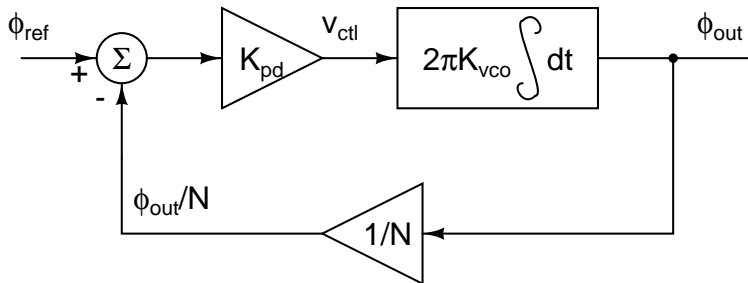 ϕref
+
Σ
-
Kpd
vctl
2πKvco∫dt
ϕout
ϕout/N
1/N